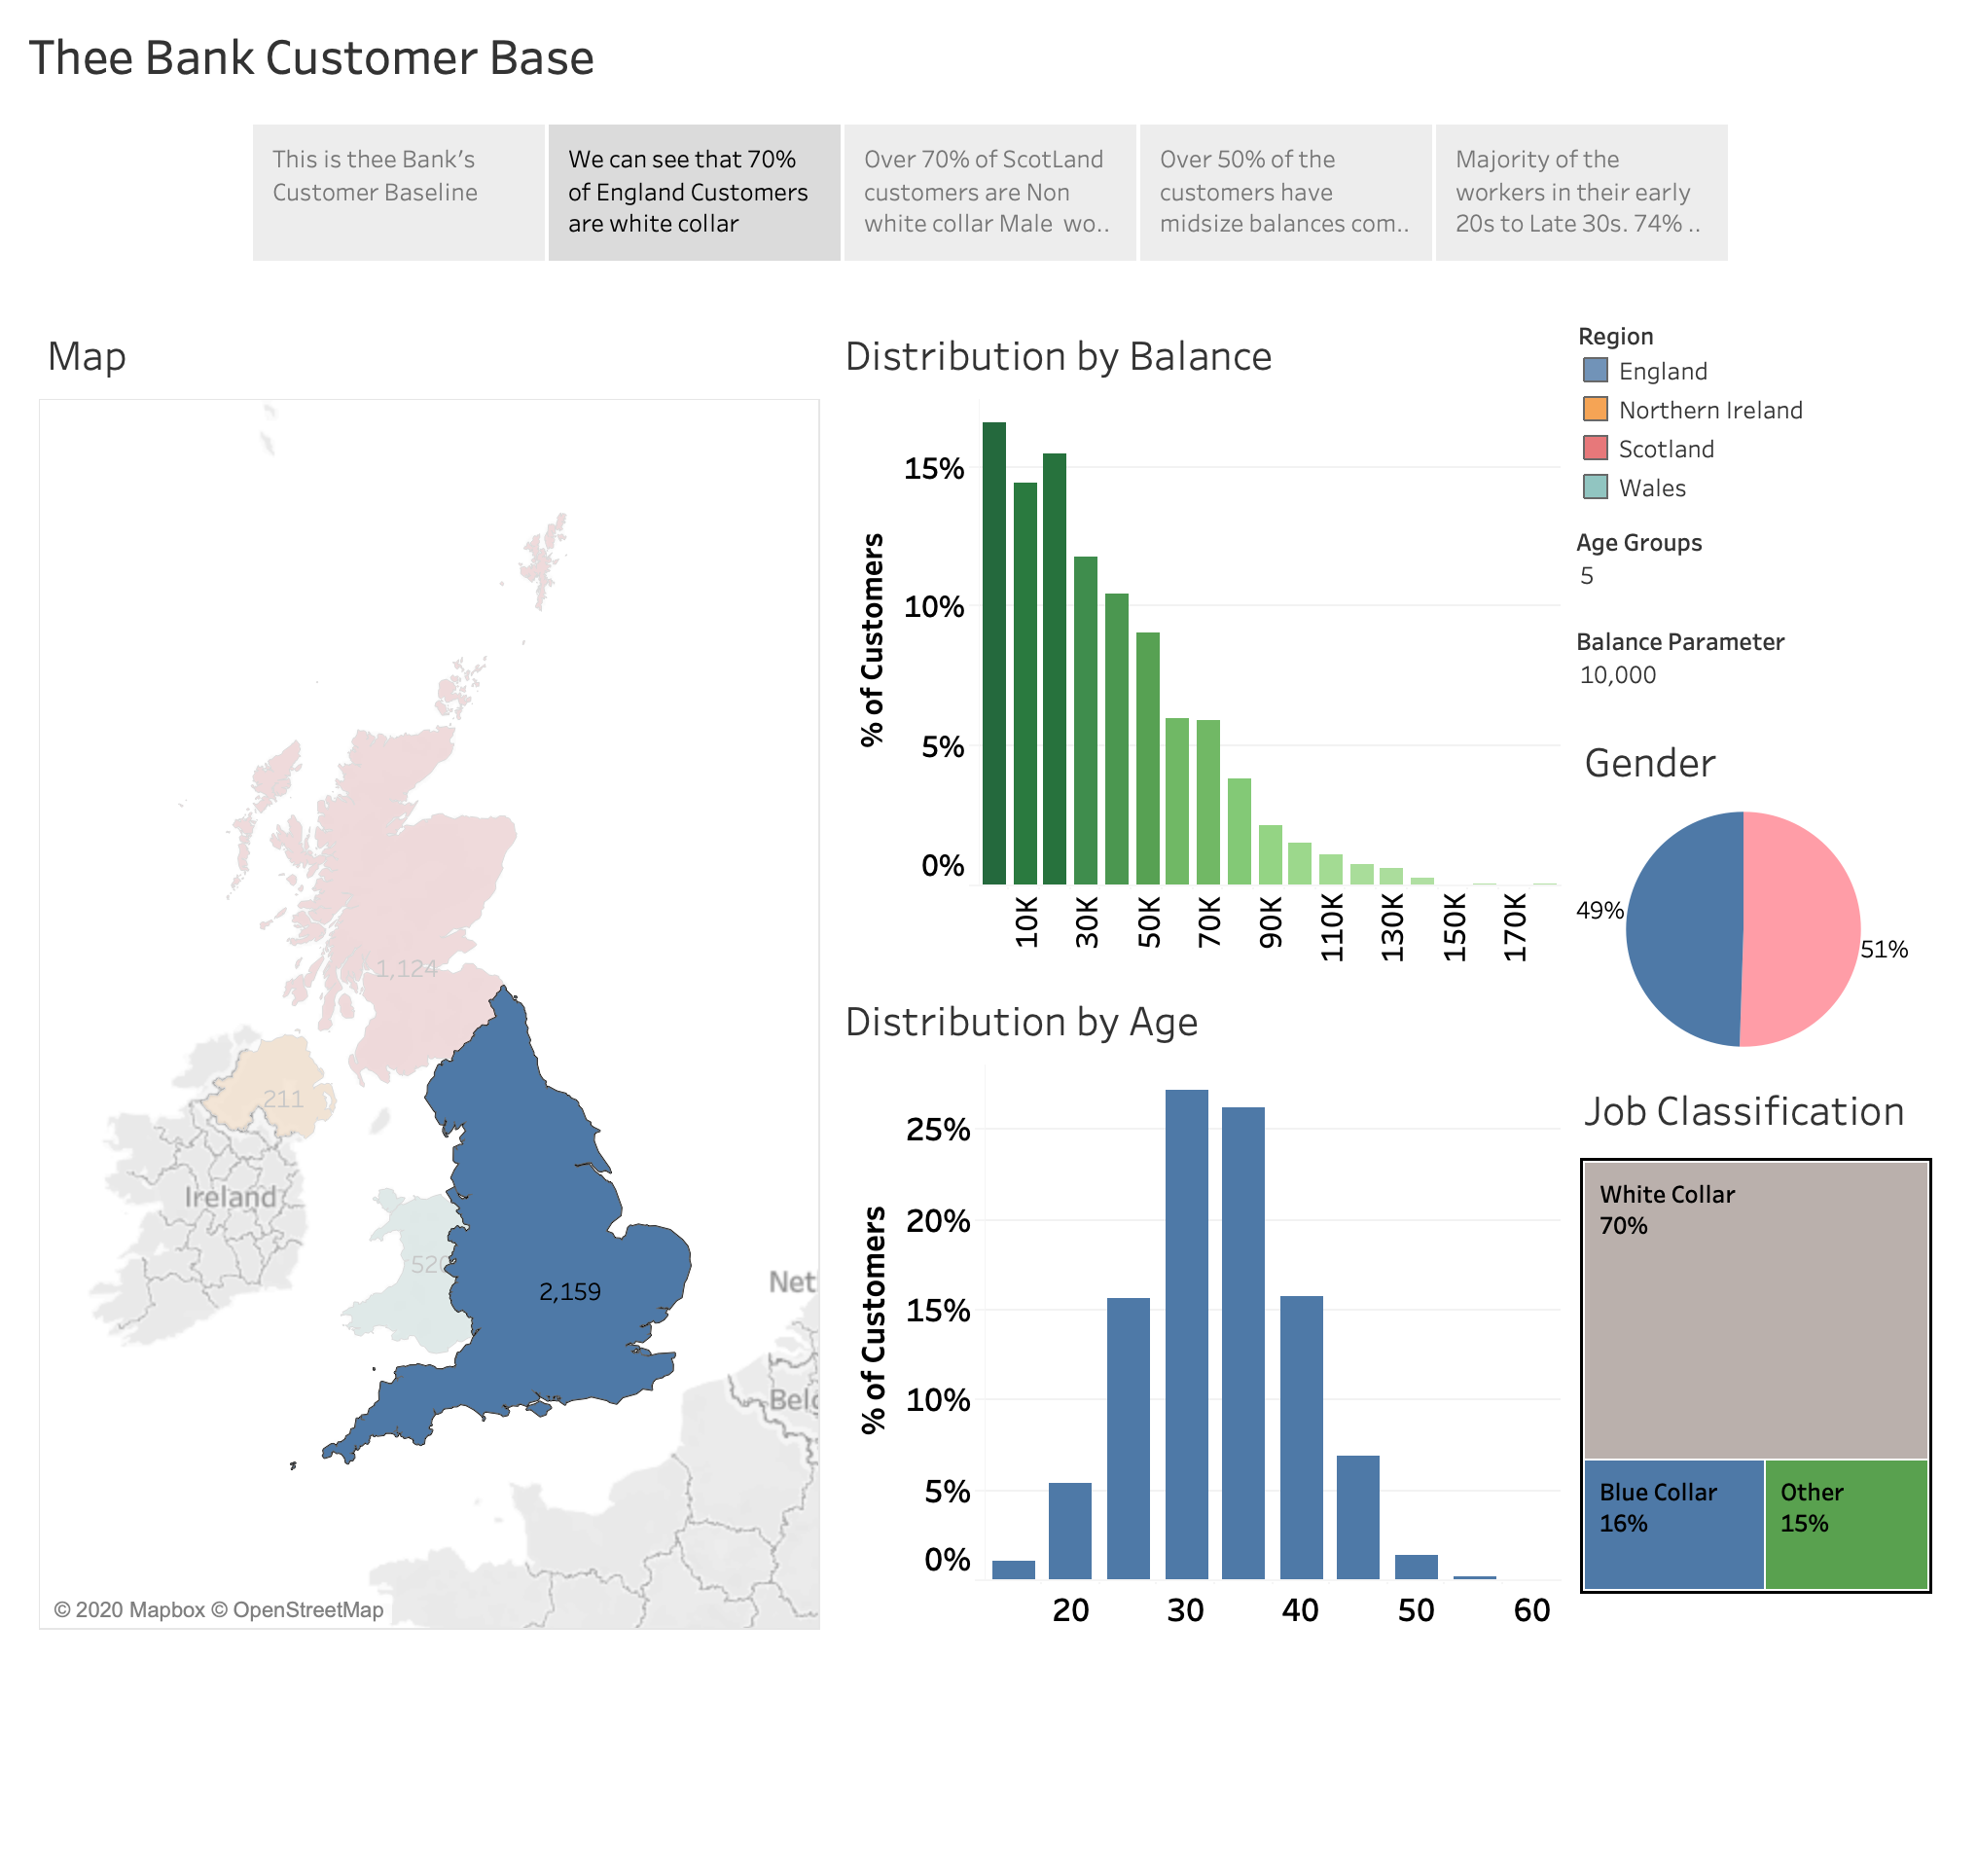 Thee Bank Customer Base
This is thee Bank's
Customer Baseline
We can see that 70%
of England Customers
are white collar
Over 70% of ScotLand
customers are Non
white collar Male wo..
Over 50% of the
customers have
midsize balances com..
Majority of the
workers in their early
20s to Late 30s. 74% ..
Map
1,124
211
Ireland
520
2,159
Net
Belg
© 2020 Mapbox © OpenStreetMap
Distribution by Balance
% of Customers
15%
10%
5%
0%
10K
30K
50K
70K
90K
110K
130K
150K
170K
Distribution by Age
% of Customers
25%
20%
15%
10%
5%
0%
20
30
40
50
60
Region
England
Northern Ireland
Scotland
Wales
Age Groups
5
Balance Parameter
10,000
Gender
49%
51%
Job Classification
White Collar
70%
Blue Collar
16%
Other
15%